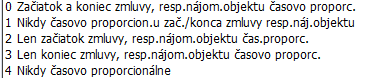 0 Začiatok a koniec zmluvy, resp.nájom.objektu časovo proporc.
1 Nikdy časovo proporcion.u zač./konca zmluvy resp.náj.objektu
2 Len začiatok zmluvy, resp.nájom.objektu čas.proporc.
3 Len koniec zmluvy, resp.nájom.objektu časovo proporc.
4 Nikdy časovo proporcionálne